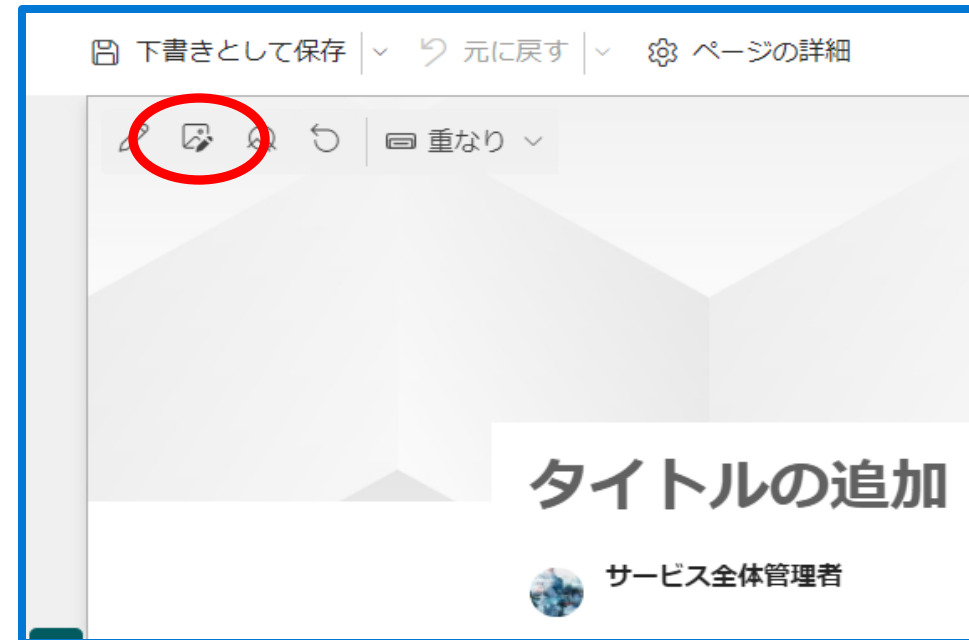 下書きとして保存 元に戻す ページの詳細
重なり
タイトルの追加
サービス全体管理者